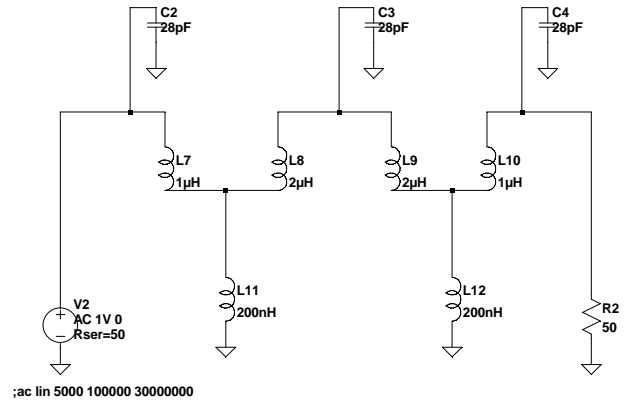 C2
28pF
C3
28pF
C4
28pF
L7
1µH
L8
2µH
L9
2µH
L10
1µH
L11
200nH
L12
200nH
V2
AC 1V 0
Rser=50
R2
50
;ac lin 5000 100000 30000000